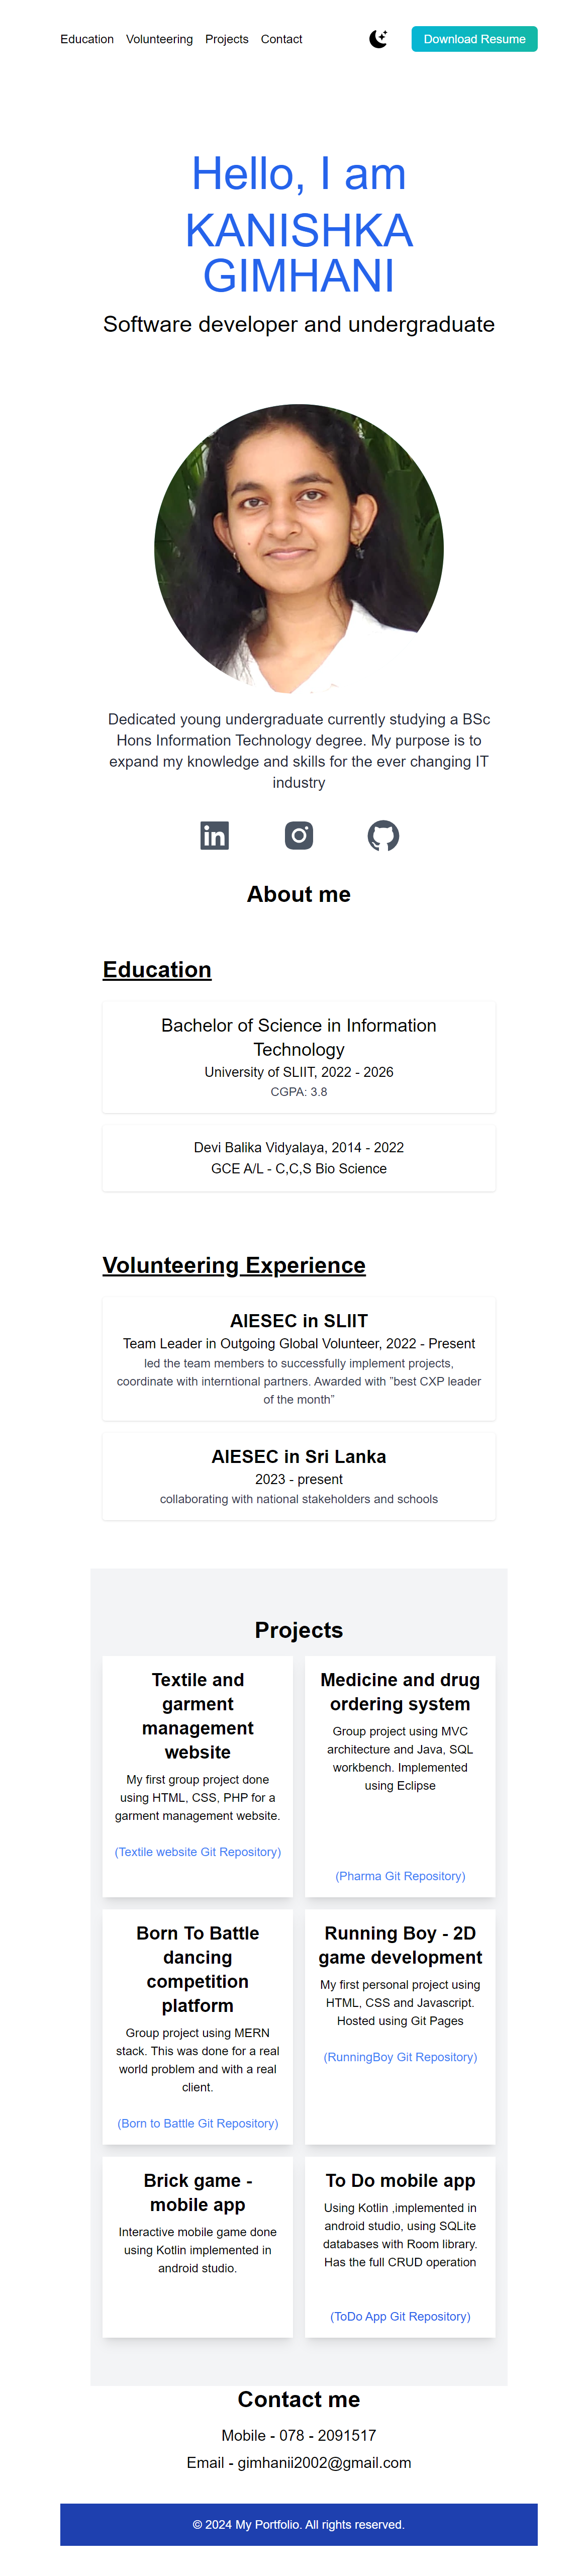 Education Volunteering Projects Contact Download Resume
Hello, I am
KANISHKA
GIMHANI
Software developer and undergraduate
Dedicated young undergraduate currently studying a BSc
Hons Information Technology degree. My purpose is to
expand my knowledge and skills for the ever changing IT
industry
in
About me
Education
Bachelor of Science in Information
Technology
University of SLIIT, 2022 - 2026
CGPA: 3.8
Devi Balika Vidyalaya, 2014 - 2022
GCE A/L - C,C,S Bio Science
Volunteering Experience
AIESEC in SLIIT
Team Leader in Outgoing Global Volunteer, 2022 - Present
led the team members to successfully implement projects,
coordinate with interntional partners. Awarded with "best CXP leader
of the month"
AIESEC in Sri Lanka
2023 - present
collaborating with national stakeholders and schools
Projects
Textile and
garment
management
website
My first group project done
using HTML, CSS, PHP for a
garment management website.
(Textile website Git Repository)
Medicine and drug
ordering system
Group project using MVC
architecture and Java, SQL
workbench. Implemented
using Eclipse
(Pharma Git Repository)
Born To Battle
dancing
competition
platform
Group project using MERN
stack. This was done for a real
world problem and with a real
client.
(Born to Battle Git Repository)
Running Boy - 2D
game development
My first personal project using
HTML, CSS and Javascript.
Hosted using Git Pages
(RunningBoy Git Repository)
Brick game -
mobile app
Interactive mobile game done
using Kotlin implemented in
android studio.
To Do mobile app
Using Kotlin ,implemented in
android studio, using SQLite
databases with Room library.
Has the full CRUD operation
(ToDo App Git Repository)
Contact me
Mobile - 078 - 2091517
Email - gimhanii2002@gmail.com
© 2024 My Portfolio. All rights reserved.